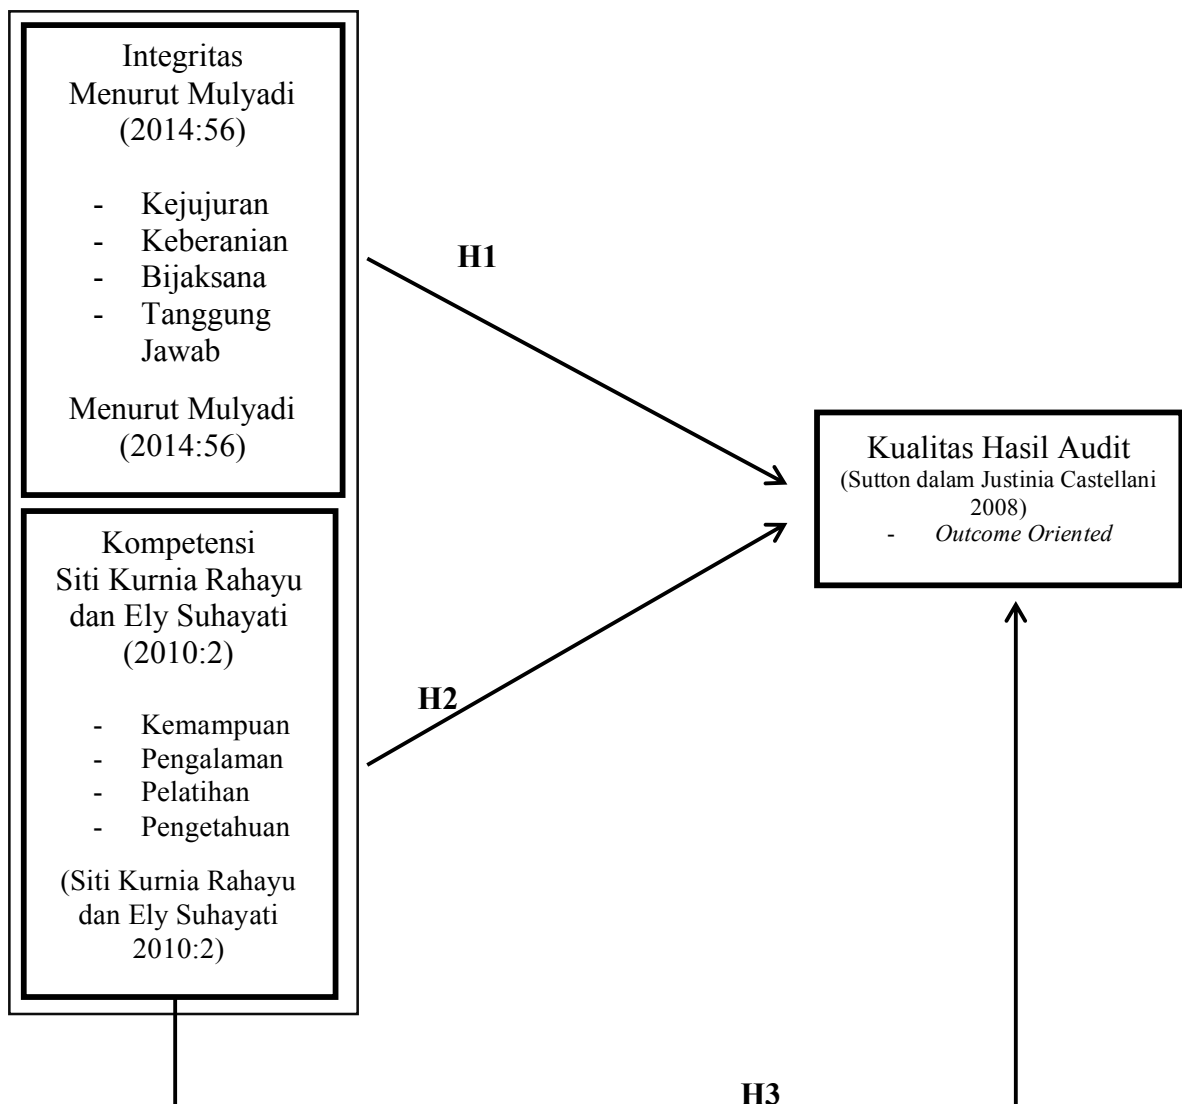 Integritas
Menurut Mulyadi
(2014:56)
- Kejujuran
- Keberanian
- Bijaksana
- Tanggung
Jawab
Menurut Mulyadi
(2014:56)
Kompetensi
Siti Kurnia Rahayu
dan Ely Suhayati
(2010:2)
- Kemampuan
- Pengalaman
- Pelatihan
- Pengetahuan
(Siti Kurnia Rahayu
dan Ely Suhayati
2010:2)
H1
H2
Kualitas Hasil Audit
(Sutton dalam Justinia Castellani
2008)
- Outcome Oriented
H3